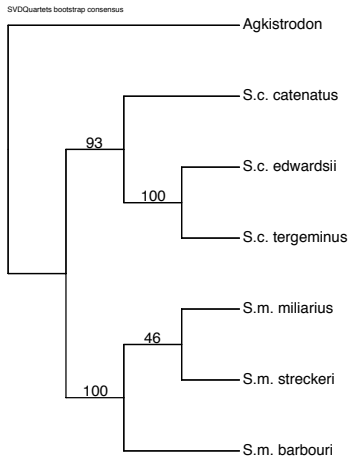 SVDQuartets bootstrap consensus
Agkistrodon
S.c. catenatus
93
S.c. edwardsii
100
S.c. tergeminus
S.m. miliarius
46
S.m. streckeri
100
S.m. barbouri